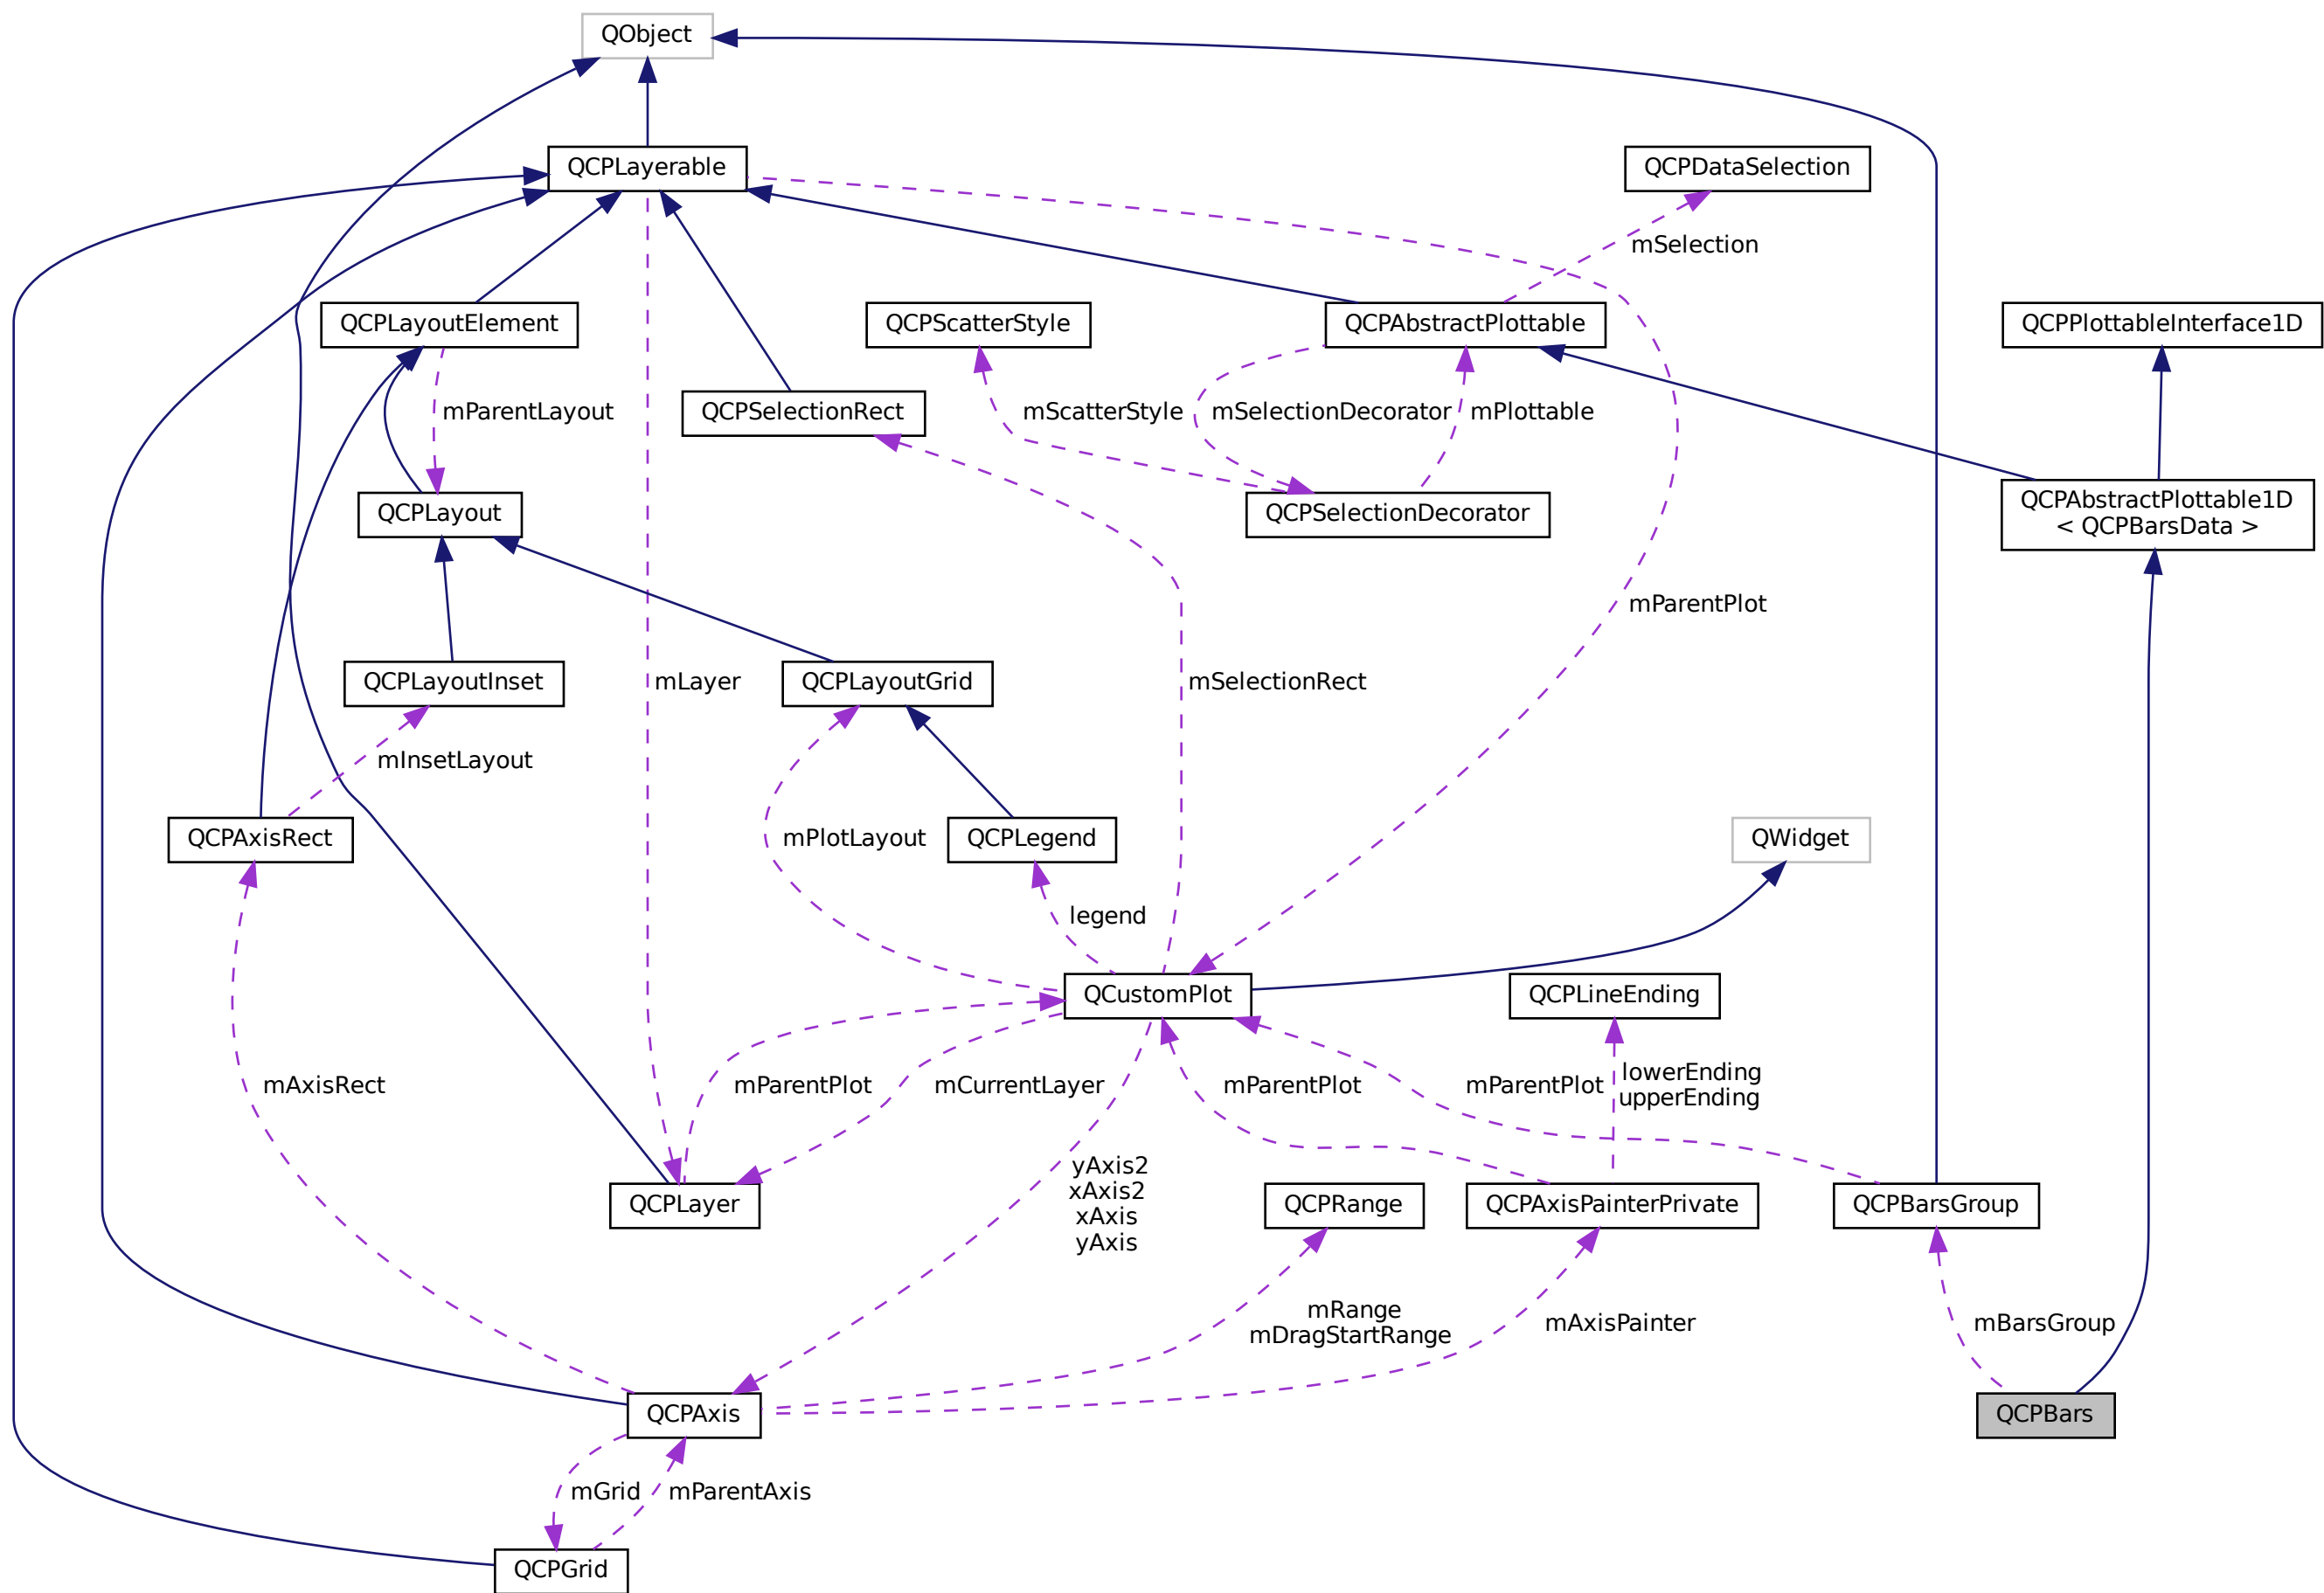 QObject
QCPLayerable
QCPDataSelection
mSelection
QCPLayoutElement
QCPScatterStyle
QCPAbstractPlottable
QCPPlottableInterface1D
mParentLayout
QCPSelectionRect
mScatterStyle
mSelectionDecorator
mPlottable
QCPLayout
QCPSelectionDecorator
QCPAbstractPlottable1D
< QCPBarsData >
mParentPlot
QCPLayoutInset
mLayer
QCPLayoutGrid
mSelectionRect
mInsetLayout
QCPAxisRect
mPlotLayout
QCPLegend
QWidget
legend
QCustomPlot
QCPLineEnding
mAxisRect
mParentPlot
mCurrentLayer
mParentPlot
mParentPlot
lowerEnding
upperEnding
yAxis2
xAxis2
xAxis
yAxis
QCPLayer
QCPRange
QCPAxisPainterPrivate
QCPBarsGroup
mRange
mDragStartRange
mAxisPainter
mBarsGroup
QCPAxis
QCPBars
mGrid
mParentAxis
QCPGrid